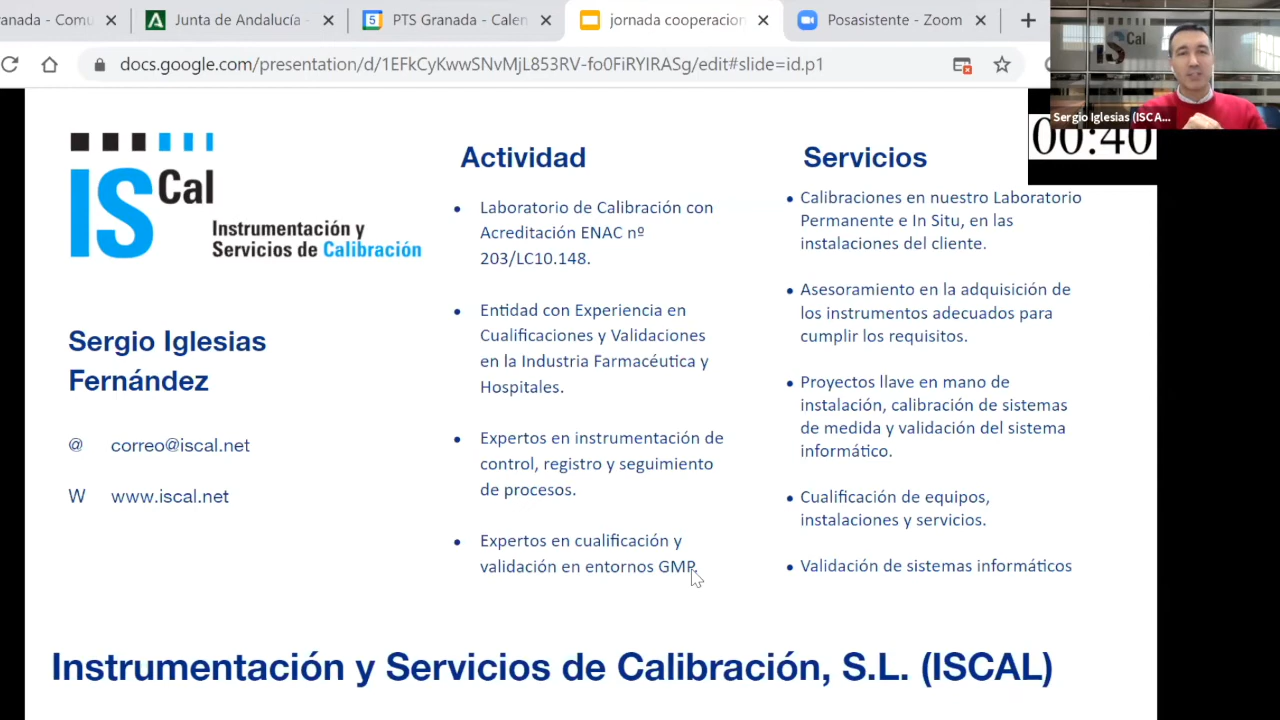 ranada - Comu
Junta de Andalucía -
PTS Granada - Calen
jornada cooperacion
Posasistente - Zoom
docs.google.com/presentation/d/1EFkCyKwwSNvMjL853RV-fo0FiRYIRASg/edit#slide=id.p1
IS Cal
Sergio Iglesias (ISCA...
00:40
IS Cal
Instrumentación y
Servicios de Calibración
Sergio Iglesias
Fernández
@ correo@iscal.net
W www.iscal.net
Actividad
• Laboratorio de Calibración con
Acreditación ENAC nº
203/LC10.148.
• Entidad con Experiencia en
Cualificaciones y Validaciones
en la Industria Farmacéutica y
Hospitales.
• Expertos en instrumentación de
control, registro y seguimiento
de procesos.
• Expertos en cualificación y
validación en entornos GMP.
Servicios
• Calibraciones en nuestro Laboratorio
Permanente e In Situ, en las
instalaciones del cliente.
• Asesoramiento en la adquisición de
los instrumentos adecuados para
cumplir los requisitos.
• Proyectos llave en mano de
instalación, calibración de sistemas
de medida y validación del sistema
informático.
• Cualificación de equipos,
instalaciones y servicios.
• Validación de sistemas informáticos
Instrumentación y Servicios de Calibración, S.L. (ISCAL)